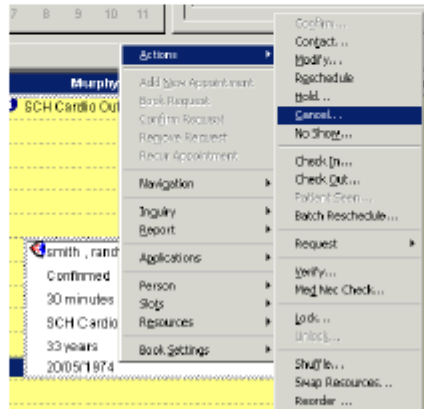 7 8 9 10 11
Murphy
SCH Cardio Out
smith , rand
Confirmed
30 minutes
SCH Cardio
33 years
20/05/1974
Actions
Add New Appointment
Book Request
Confirm Request
Remove Request
Recur Appointment
Navigation
Inquiry
Report
Applications
Person
Slots
Resources
Book Settings
Confirm...
Contact...
Modify...
Reschedule
Hold...
Cancel...
No Show...
Check In...
Check Out...
Patient Seen...
Batch Reschedule...
Request
Verify...
Med Nec Check...
Lock...
Unlock...
Shuffle...
Swap Resources...
Reorder ...